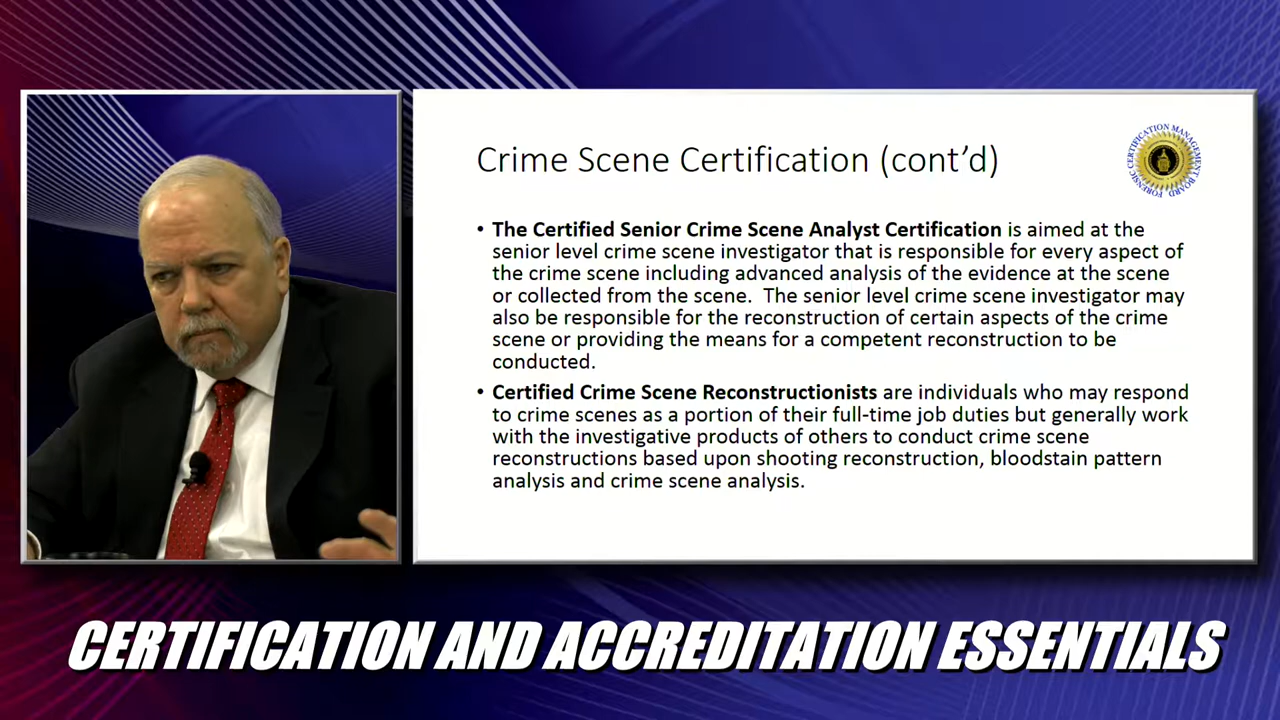 Crime Scene Certification (cont'd)
FORENSIC CERTIFICATION MANAGEMENT BOARD
• The Certified Senior Crime Scene Analyst Certification is aimed at the
senior level crime scene investigator that is responsible for every aspect of
the crime scene including advanced analysis of the evidence at the scene
or collected from the scene.  The senior level crime scene investigator may
also be responsible for the reconstruction of certain aspects of the crime
scene or providing the means for a competent reconstruction to be
conducted.
• Certified Crime Scene Reconstructionists are individuals who may respond
to crime scenes as a portion of their full-time job duties but generally work
with the investigative products of others to conduct crime scene
reconstructions based upon shooting reconstruction, bloodstain pattern
analysis and crime scene analysis.
CERTIFICATION AND ACCREDITATION ESSENTIALS